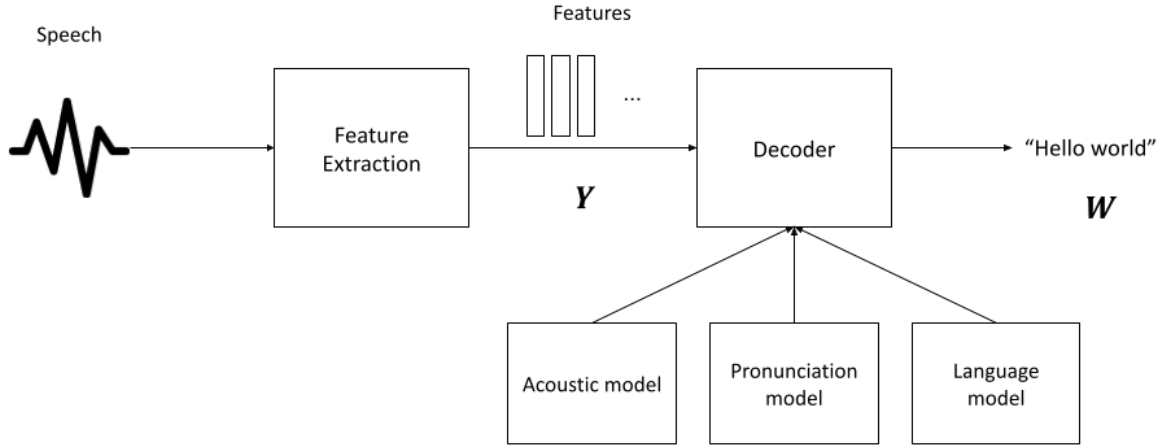 Features
Speech
Feature
Extraction
...
Decoder
“Hello world”
Y
W
Acoustic model
Pronunciation
model
Language
model